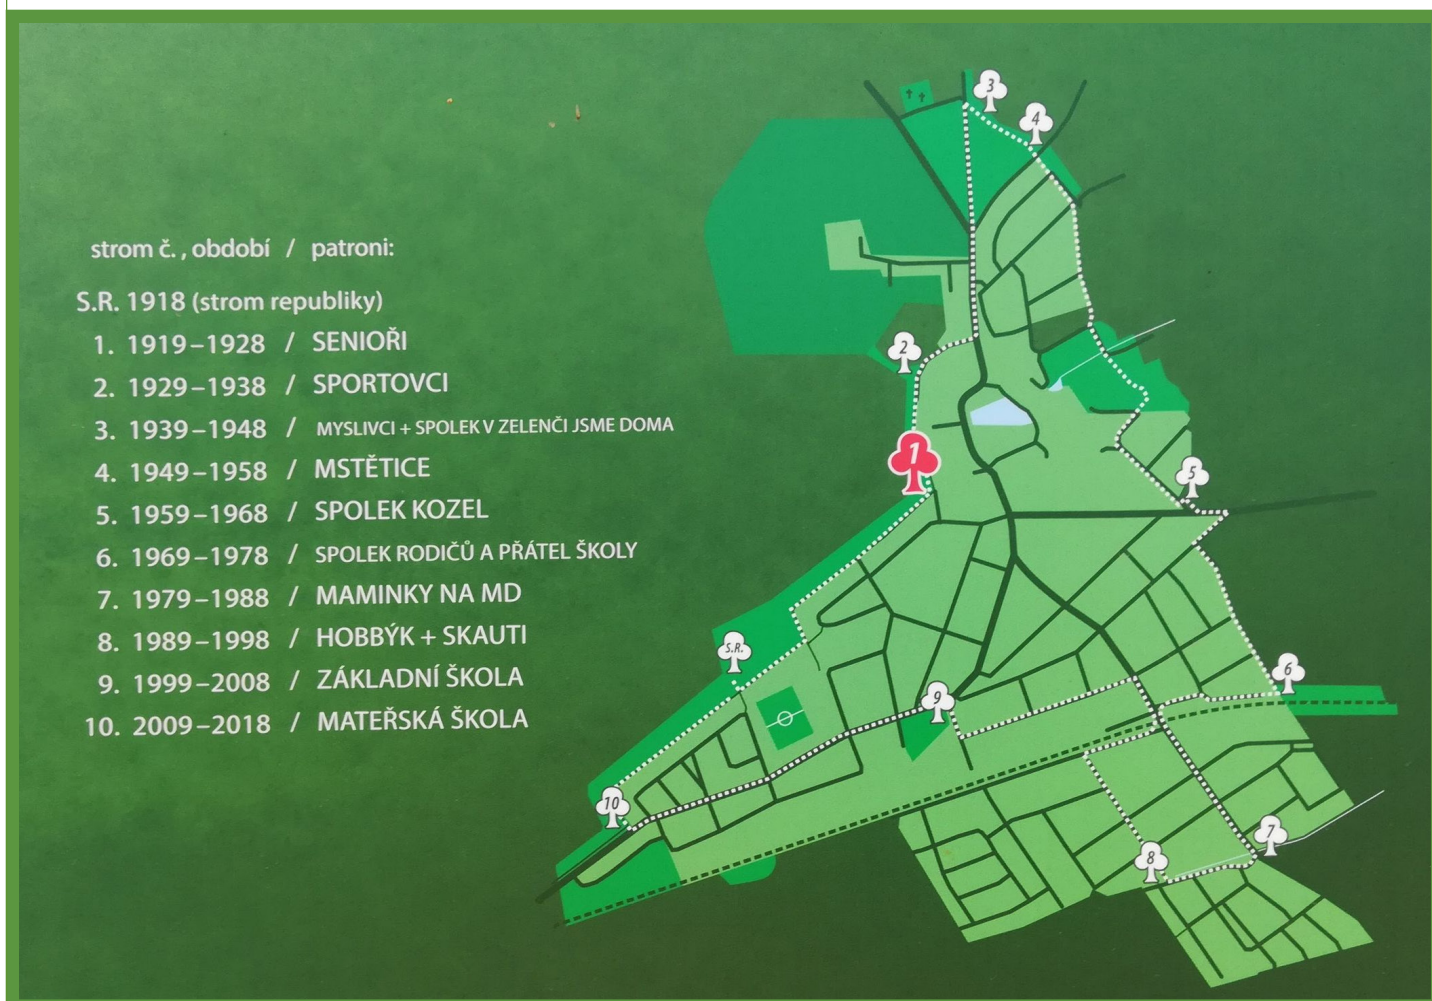 strom č., období / patroni:
S.R. 1918 (strom republiky)
1. 1919–1928 / SENIOŘI
2. 1929–1938 / SPORTOVCI
3. 1939–1948 / MYSLIVCI + SPOLEK V ZELENČI JSME DOMA
4. 1949–1958 / MSTĚTICE
5. 1959–1968 / SPOLEK KOZEL
6. 1969–1978 / SPOLEK RODIČŮ A PŘÁTEL ŠKOLY
7. 1979–1988 / MAMINKY NA MD
8. 1989–1998 / HOBBÝK + SKAUTI
9. 1999–2008 / ZÁKLADNÍ ŠKOLA
10. 2009–2018 / MATEŘSKÁ ŠKOLA
3
4
2
1
5
S.R.
6
9
10
7
8